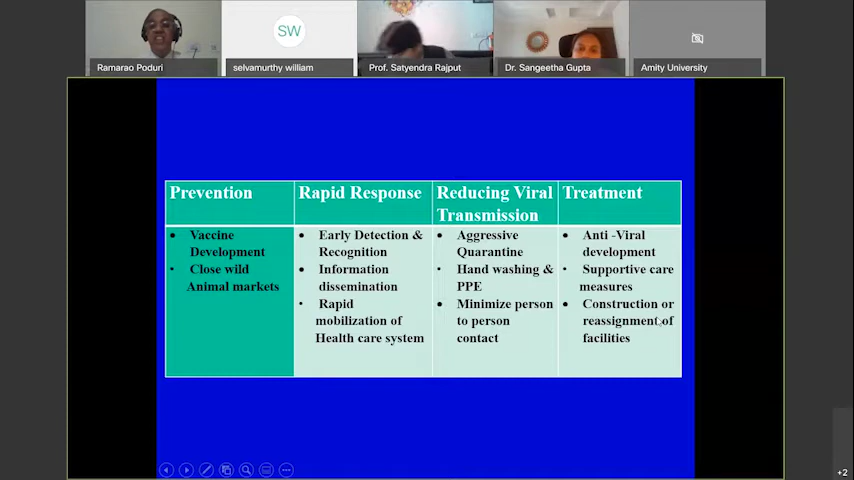 SW
Ramarao Poduri
selvamurthy william
Prof. Satyendra Rajput
Dr. Sangeetha Gupta
Amity University
Prevention
Rapid Response
Reducing Viral
Transmission
Treatment
• Vaccine
Development
• Close wild
Animal markets
• Early Detection &
Recognition
• Information
dissemination
• Rapid
mobilization of
Health care system
• Aggressive
Quarantine
• Hand washing &
PPE
• Minimize person
to person
contact
• Anti -Viral
development
• Supportive care
measures
• Construction or
reassignment of
facilities
+2